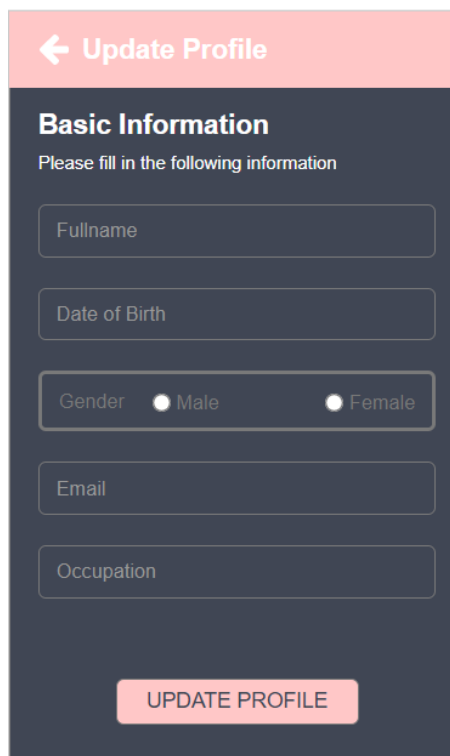 Update Profile
Basic Information
Please fill in the following information
Fullname
Date of Birth
Gender Male Female
Email
Occupation
UPDATE PROFILE